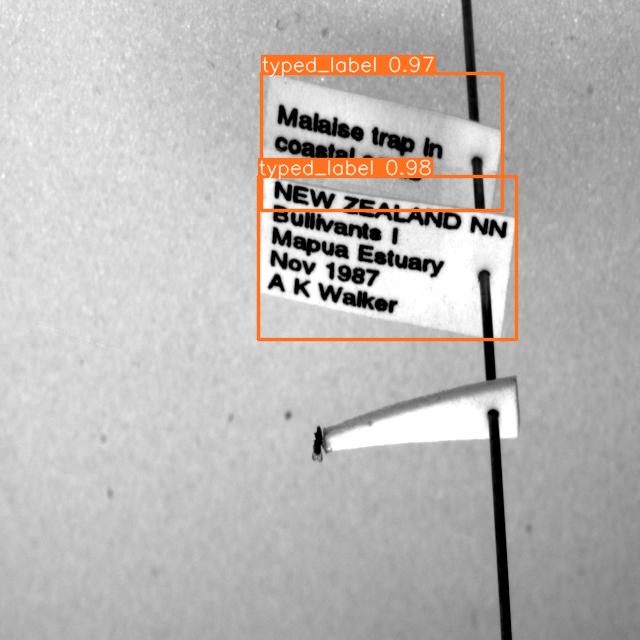 typed_label 0.97
Malaise trap in
coastal
typed_label 0.98
NEW ZEALAND NN
Bullivants I
Mapua Estuary
Nov 1987
A K Walker